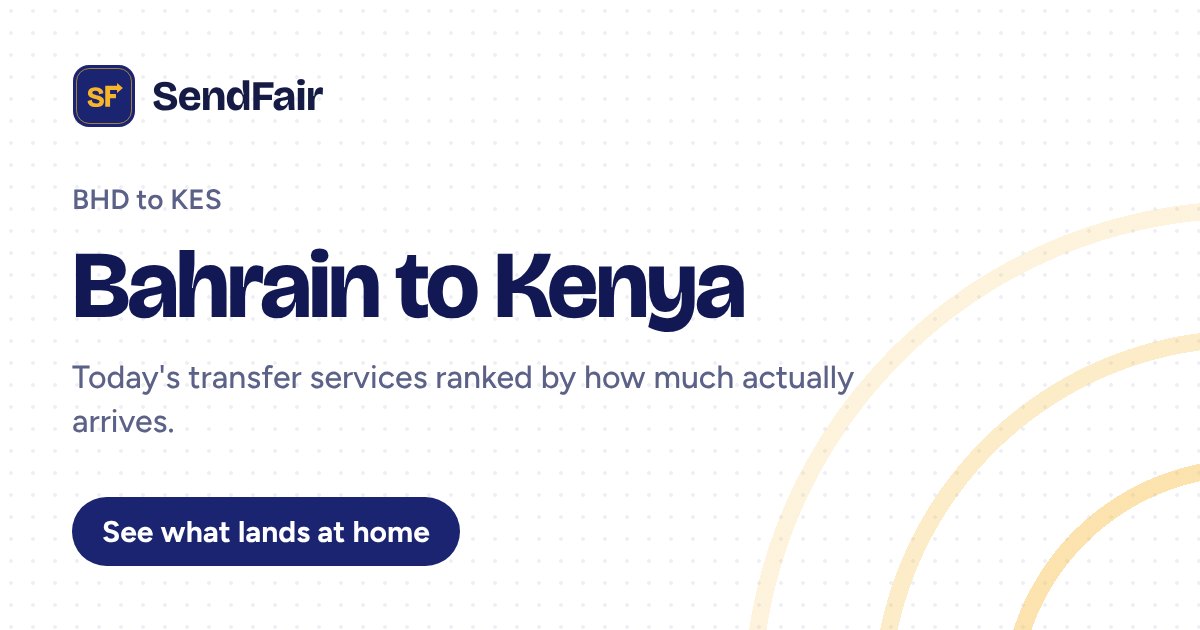 SF
SendFair
BHD to KES
Bahrain to Kenya
Today's transfer services ranked by how much actually
arrives.
See what lands at home